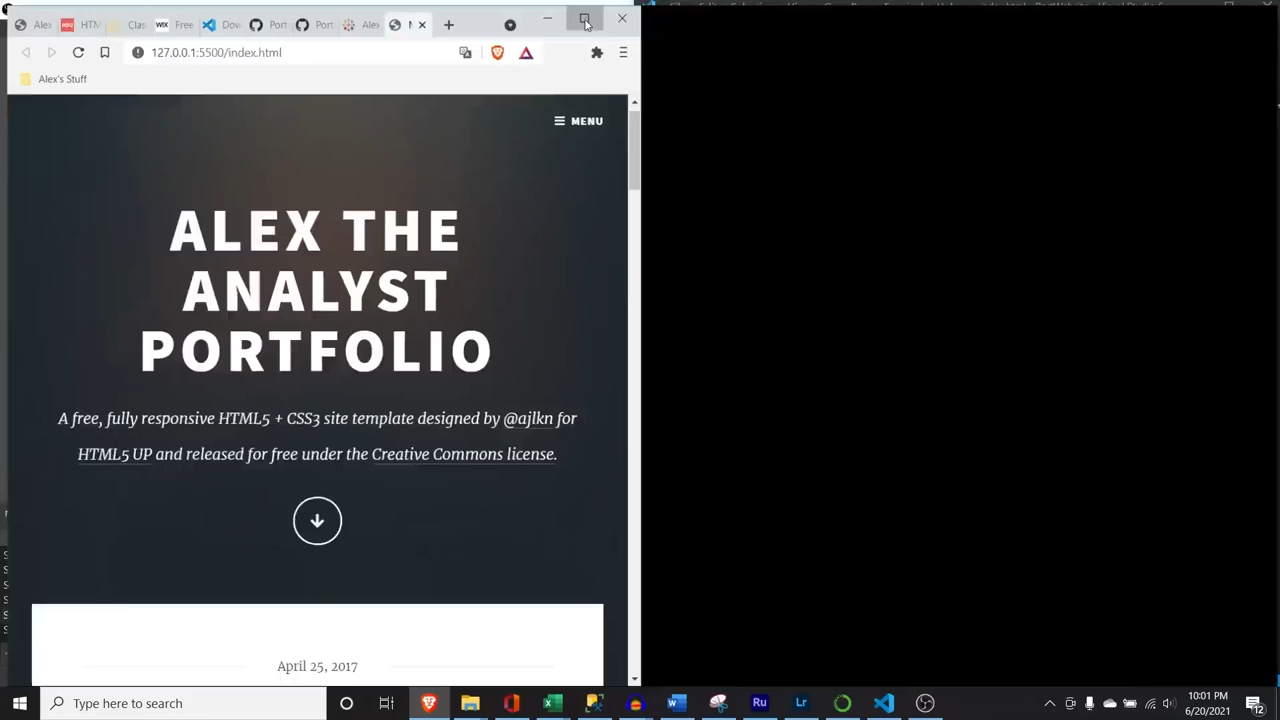 Alex
HTM
Clas
WIX Free
Dow
Port
Port
Alex
127.0.0.1:5500/index.html
Alex's Stuff
MENU
ALEX THE
ANALYST
PORTFOLIO
A free, fully responsive HTML5 + CSS3 site template designed by @ajlkn for
HTML5 UP and released for free under the Creative Commons license.
April 25, 2017
Type here to search
Ru
Lr
10:01 PM
6/20/2021
12